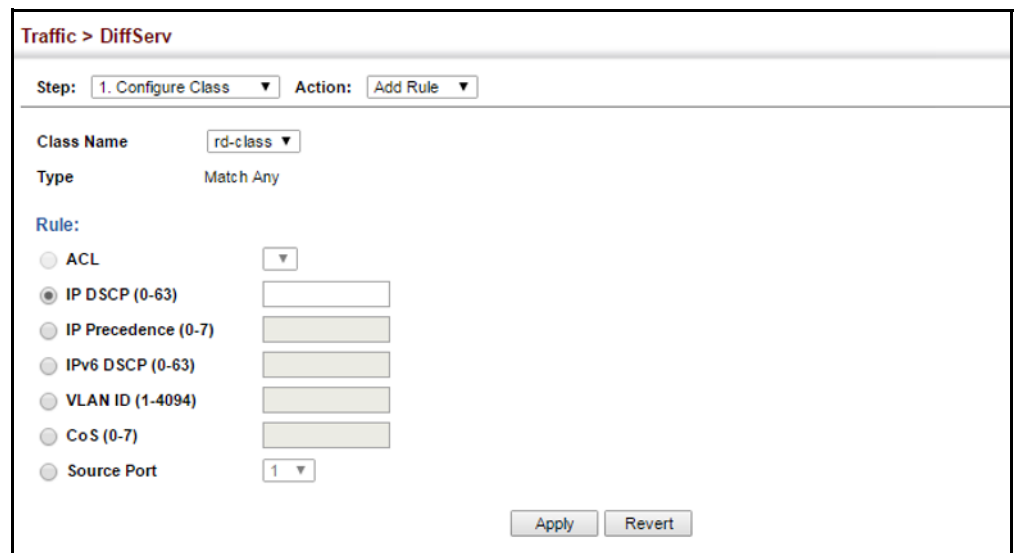 Traffic > DiffServ
Step: 1. Configure Class Action: Add Rule
Class Name rd-class
Type Match Any
Rule:
ACL
IP DSCP (0-63)
IP Precedence (0-7)
IPv6 DSCP (0-63)
VLAN ID (1-4094)
CoS (0-7)
Source Port 1
Apply Revert